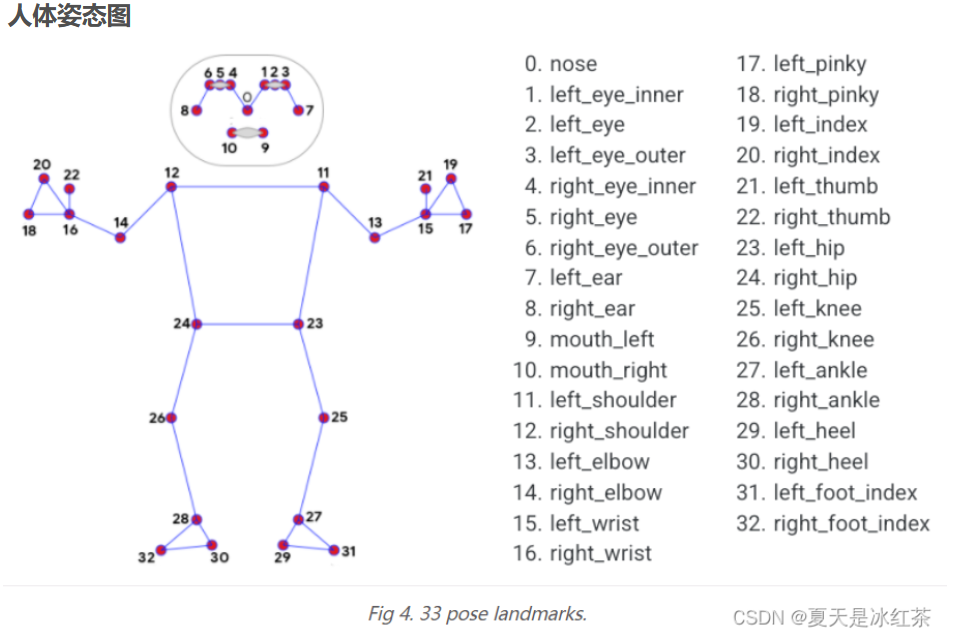 人体姿态图
6 5 4 1 2 3
0
8 7
10 9
20 22 12 11 21 19
14 13
18 16 15 17
24 23
26 25
28 27
32 30 29 31
0. nose
1. left_eye_inner
2. left_eye
3. left_eye_outer
4. right_eye_inner
5. right_eye
6. right_eye_outer
7. left_ear
8. right_ear
9. mouth_left
10. mouth_right
11. left_shoulder
12. right_shoulder
13. left_elbow
14. right_elbow
15. left_wrist
16. right_wrist
17. left_pinky
18. right_pinky
19. left_index
20. right_index
21. left_thumb
22. right_thumb
23. left_hip
24. right_hip
25. left_knee
26. right_knee
27. left_ankle
28. right_ankle
29. left_heel
30. right_heel
31. left_foot_index
32. right_foot_index
Fig 4. 33 pose landmarks.
CSDN @夏天是冰红茶